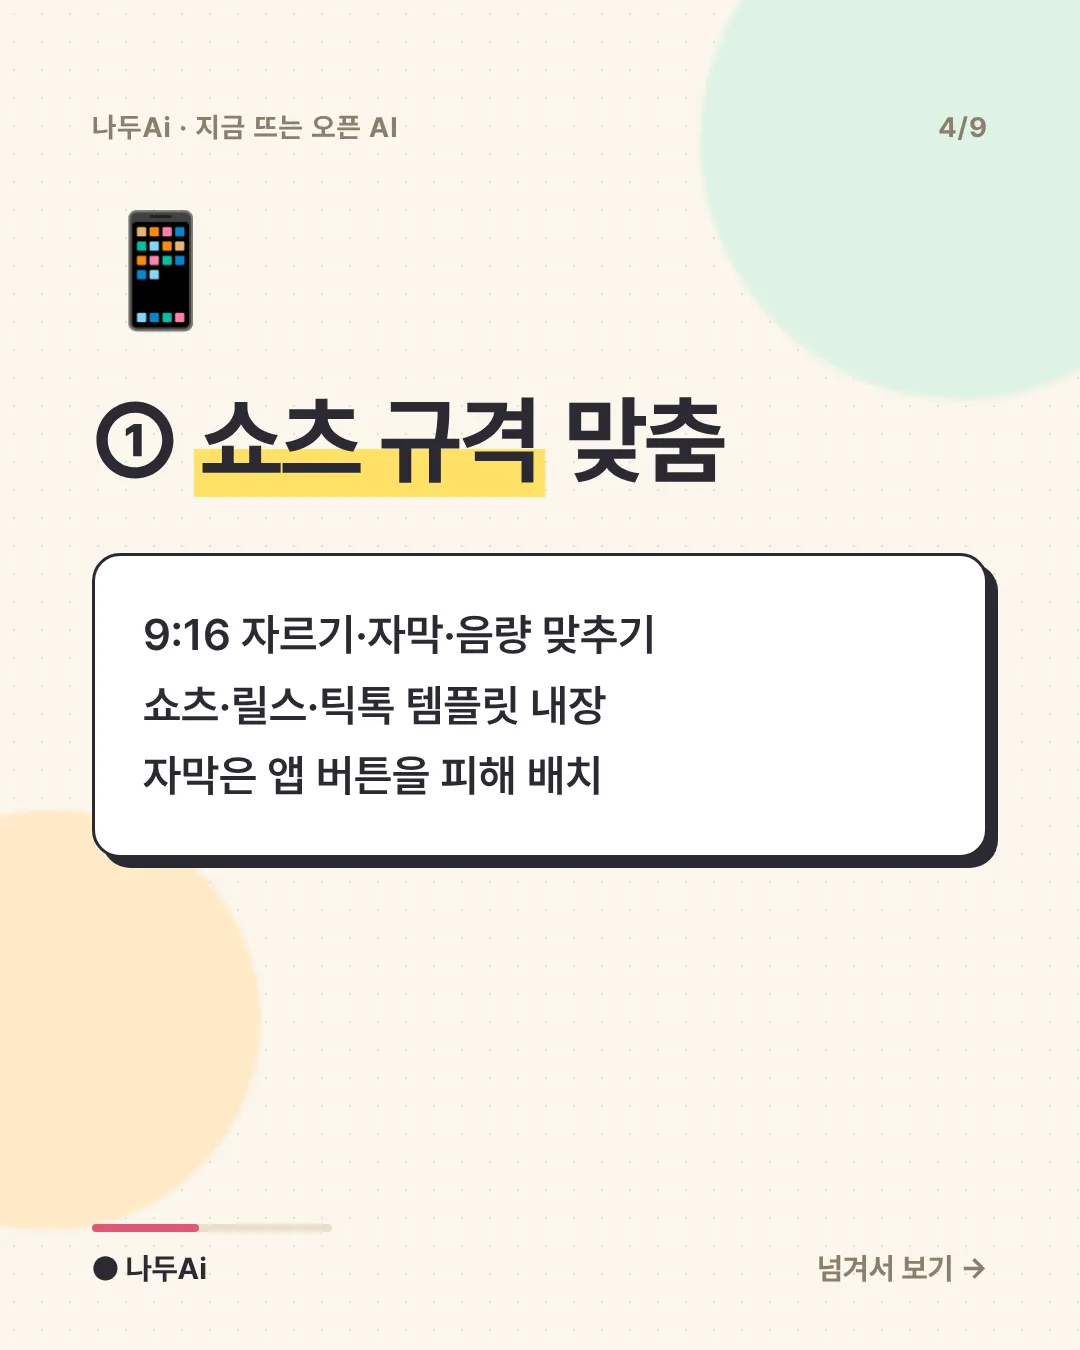 나두Ai · 지금 뜨는 오픈 AI
4/9
① 쇼츠 규격 맞춤
9:16 자르기·자막·음량 맞추기
쇼츠·릴스·틱톡 템플릿 내장
자막은 앱 버튼을 피해 배치
● 나두Ai
넘겨서 보기 →